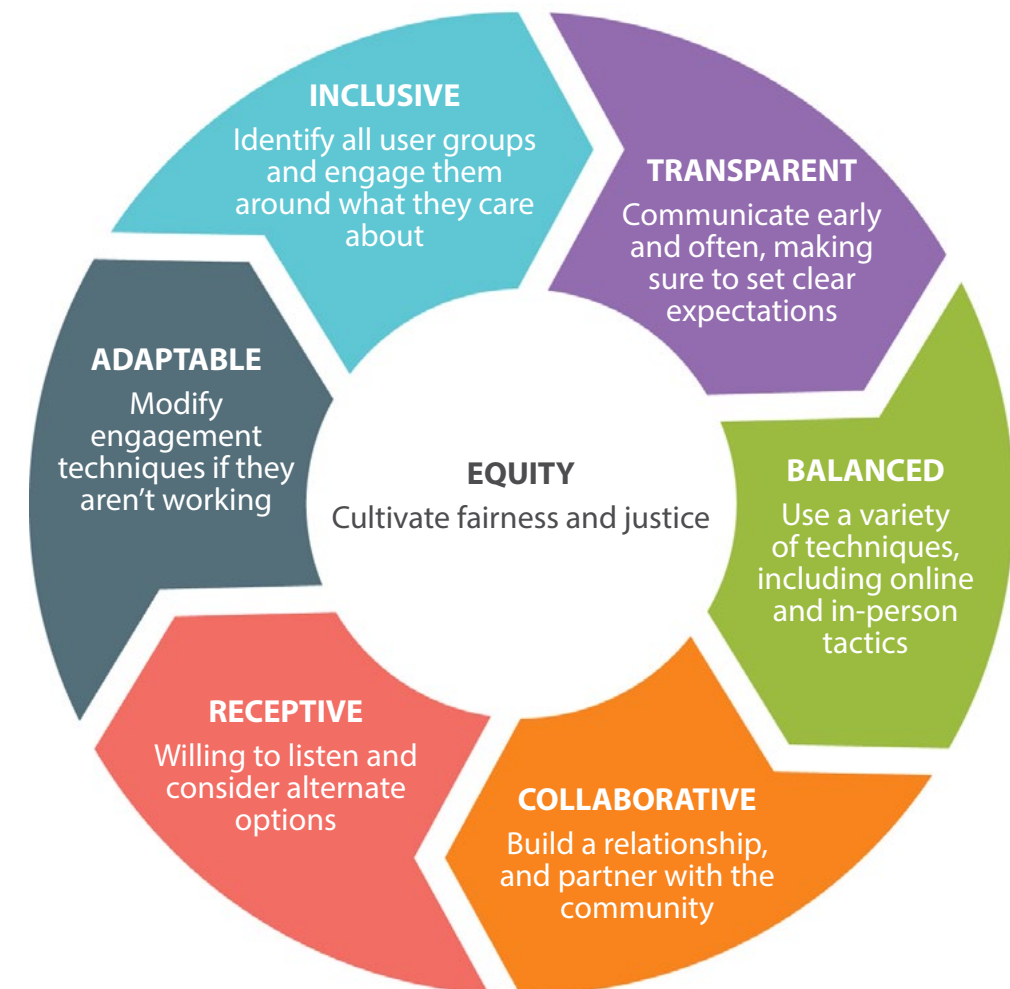 INCLUSIVE
Identify all user groups
and engage them
around what they care
about
TRANSPARENT
Communicate early
and often, making
sure to set clear
expectations
BALANCED
Use a variety
of techniques,
including online
and in-person
tactics
COLLABORATIVE
Build a relationship,
and partner with the
community
RECEPTIVE
Willing to listen and
consider alternate
options
ADAPTABLE
Modify
engagement
techniques if they
aren’t working
EQUITY
Cultivate fairness and justice